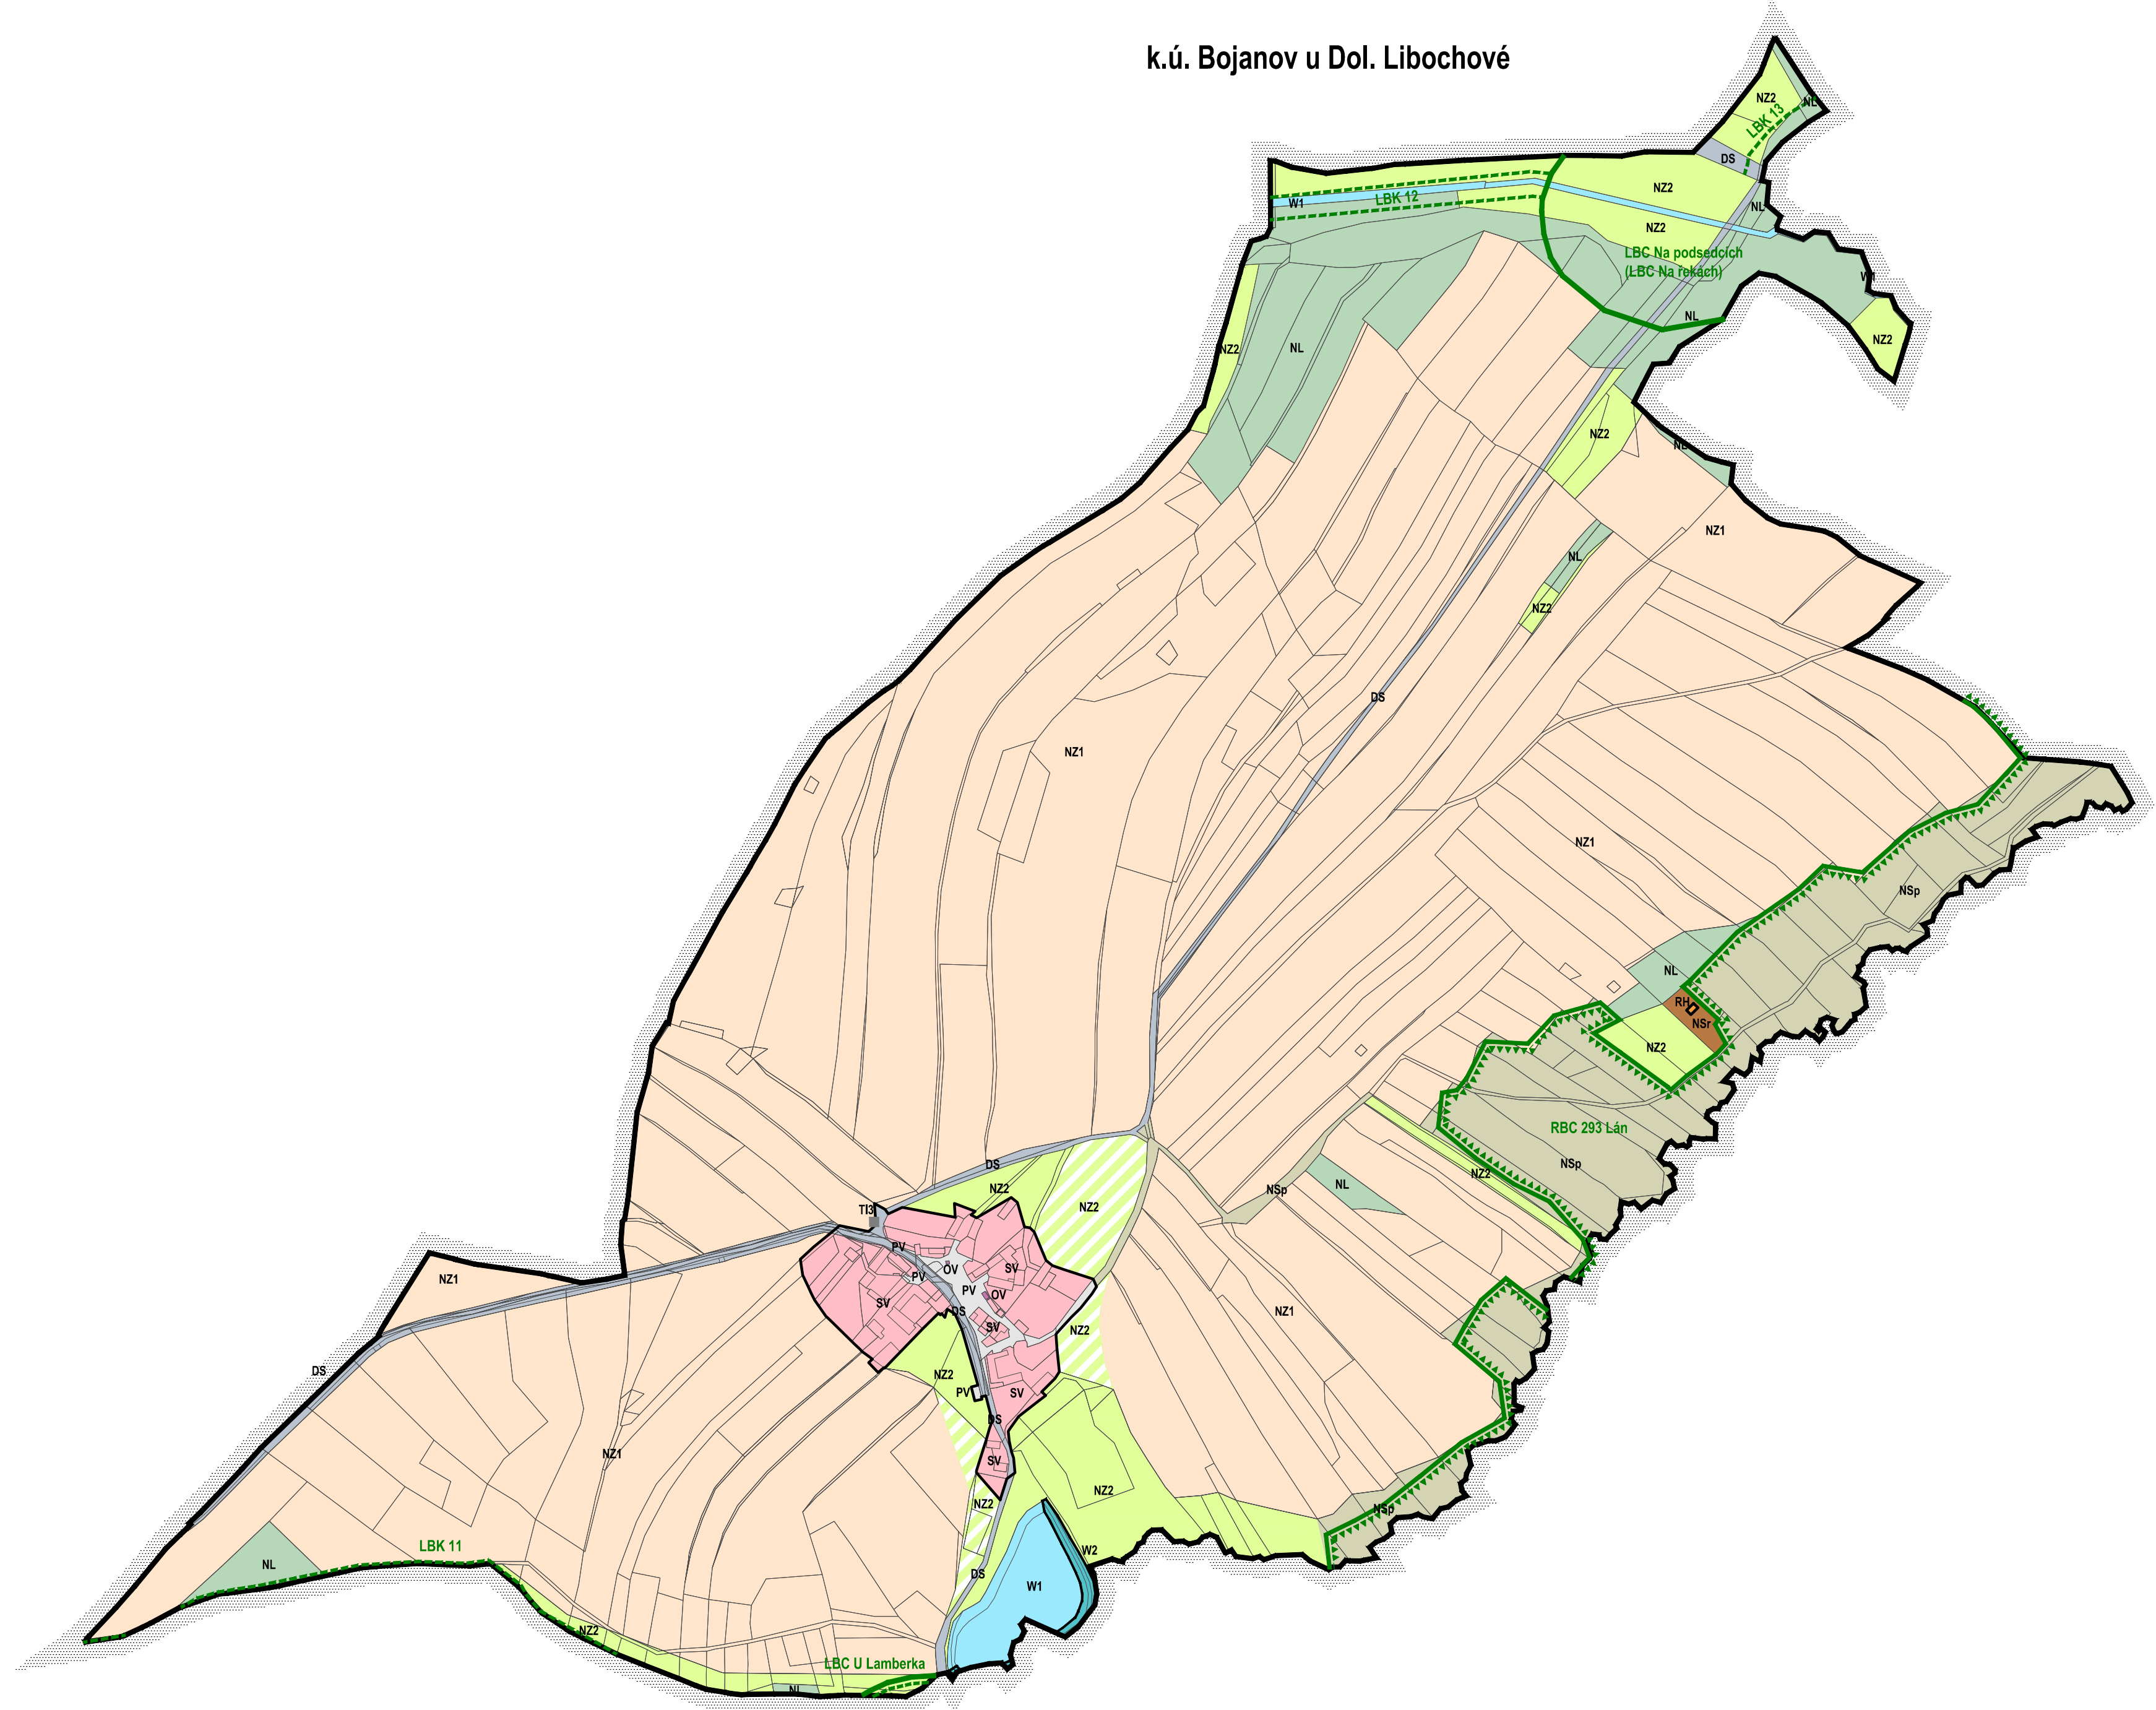 k.ú. Bojanov u Dol. Libochové
NZ2
NL
LBK 13
DS
NZ2
W1
LBK 12
NL
NZ2
LBC Na podsedcích
(LBC Na rekách)
W1
NL
NZ2
NZ2
NL
NZ2
NL
NZ1
NL
NZ2
DS
NZ1
NZ1
NSp
NL
RH
NSr
NZ2
RBC 293 Lán
NSp
NZ2
DS
NL
NZ2
NSp
NZ2
TI3
PV
OV
SV
PV
PV
NZ1
OV
SV
DS
NZ1
SV
NZ2
DS
NZ2
PV
SV
DS
NZ1
SV
NZ2
NZ2
NSp
LBK 11
W2
NL
DS
W1
NZ2
LBC U Lamberka
NL